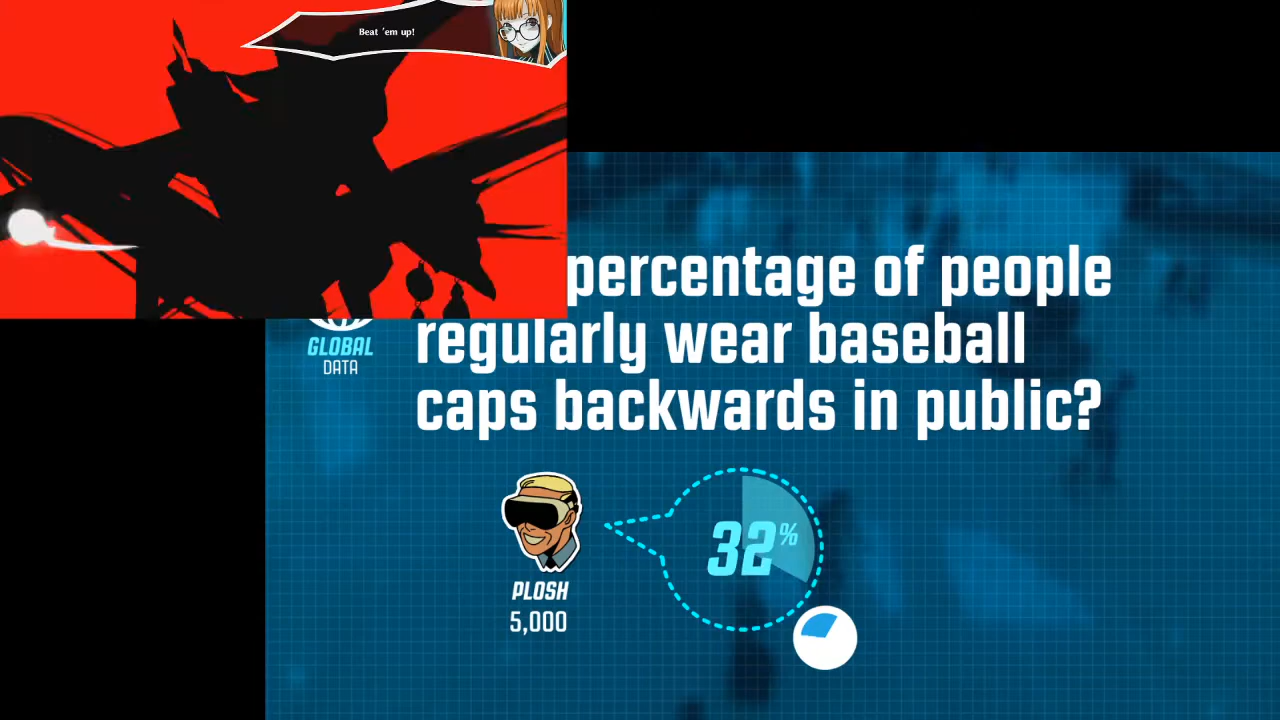 Beat 'em up!
percentage of people
regularly wear baseball
caps backwards in public?
GLOBAL
DATA
32%
PLOSH
5,000